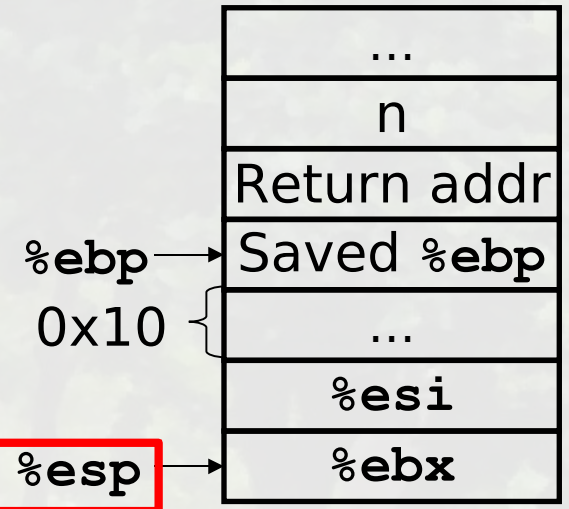 ...
n
Return addr
%ebp Saved %ebp
0x10 ...
%esi
%esp %ebx